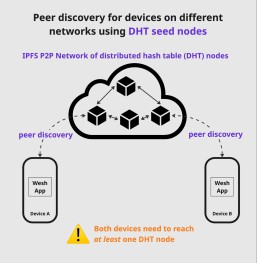 Peer discovery for devices on different
networks using DHT seed nodes
IPFS P2P Network of distributed hash table (DHT) nodes
peer discovery
peer discovery
Wesh
App
Device A
Wesh
App
Device B
Both devices need to reach
at least one DHT node